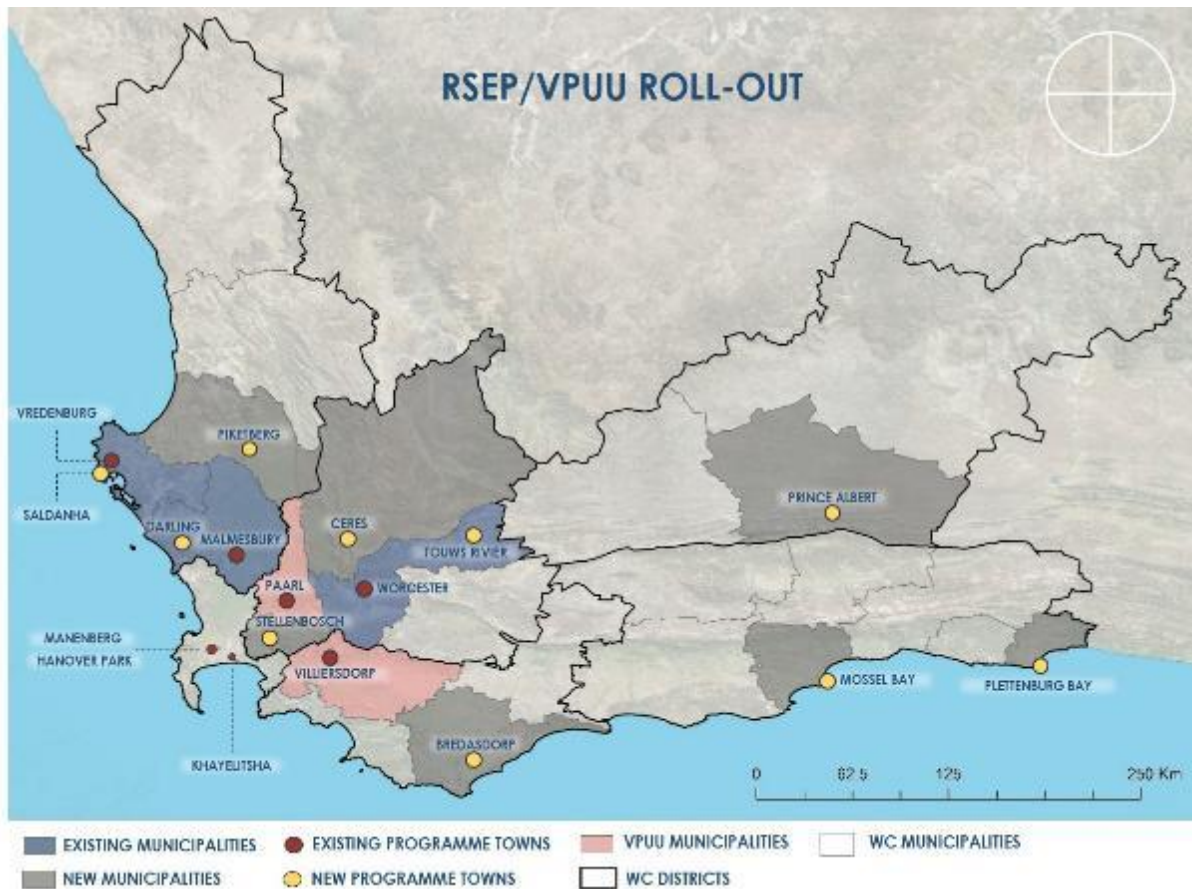 RSEP/VPUU ROLL-OUT
VREDENBURG
PIKETBERG
SALDANHA
PRINCE ALBERT
DARLING
MALMESBURY
CERES
TOUWS RIVIER
PAARL
WORCESTER
STELLENBOSCH
MANENBERG
HANOVER PARK
VILLIERSDORP
MOSSEL BAY
PLETTENBURG BAY
BREDASDORP
KHAYELITSHA
0 62.5 125 250 Km
EXISTING MUNICIPALITIES EXISTING PROGRAMME TOWNS VPUU MUNICIPALITIES WC MUNICIPALITIES
NEW MUNICIPALITIES NEW PROGRAMME TOWNS WC DISTRICTS